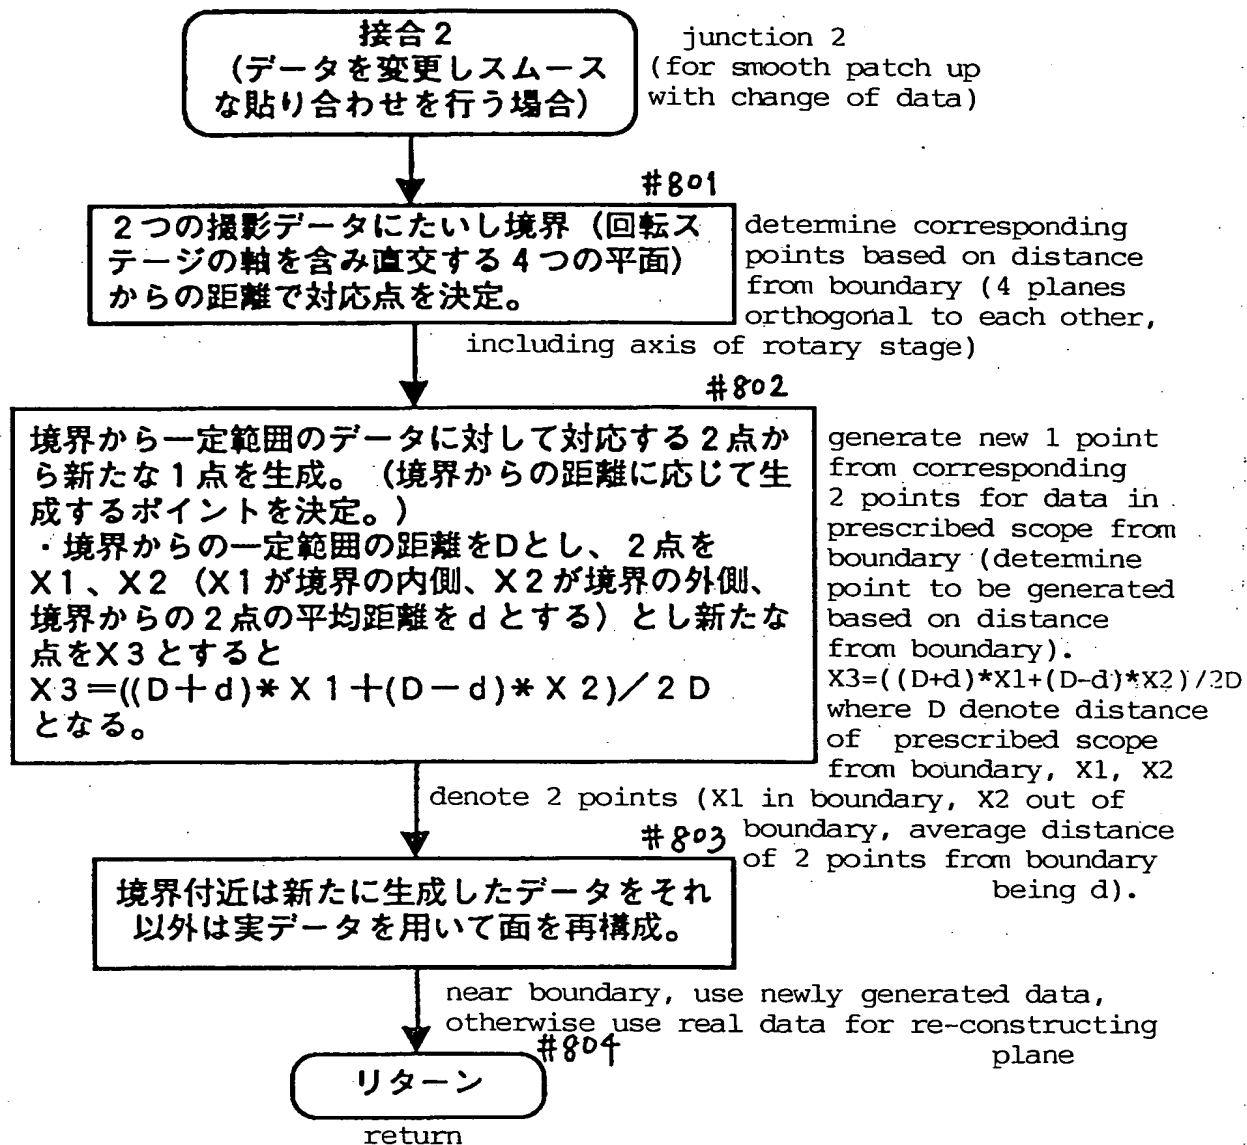 接合2
(データを変更しスムース
な貼り合わせを行う場合)
junction 2
(for smooth patch up
with change of data)
#801
2つの撮影データにたいし境界(回転ス
テージの軸を含み直交する4つの平面)
からの距離で対応点を決定。
determine corresponding
points based on distance
from boundary (4 planes
orthogonal to each other,
including axis of rotary stage)
#802
境界から一定範囲のデータに対して対応する2点か
ら新たな1点を生成。(境界からの距離に応じて生
成するポイントを決定。)
・境界からの一定範囲の距離をDとし、2点を
X1、X2(X1が境界の内側、X2が境界の外側、
境界からの2点の平均距離をdとする)とし新たな
点をX3とすると
X3=((D+d)*X1+(D-d)*X2)/2D
となる。
generate new 1 point
from corresponding
2 points for data in
prescribed scope from
boundary (determine
point to be generated
based on distance
from boundary).
X3=((D+d)*X1+(D-d)*X2)/2D
where D denote distance
of prescribed scope
from boundary, X1, X2
denote 2 points (X1 in boundary, X2 out of
boundary, average distance
of 2 points from boundary
being d).
#803
境界付近は新たに生成したデータをそれ
以外は実データを用いて面を再構成。
near boundary, use newly generated data,
otherwise use real data for re-constructing
plane
#804
リターン
return